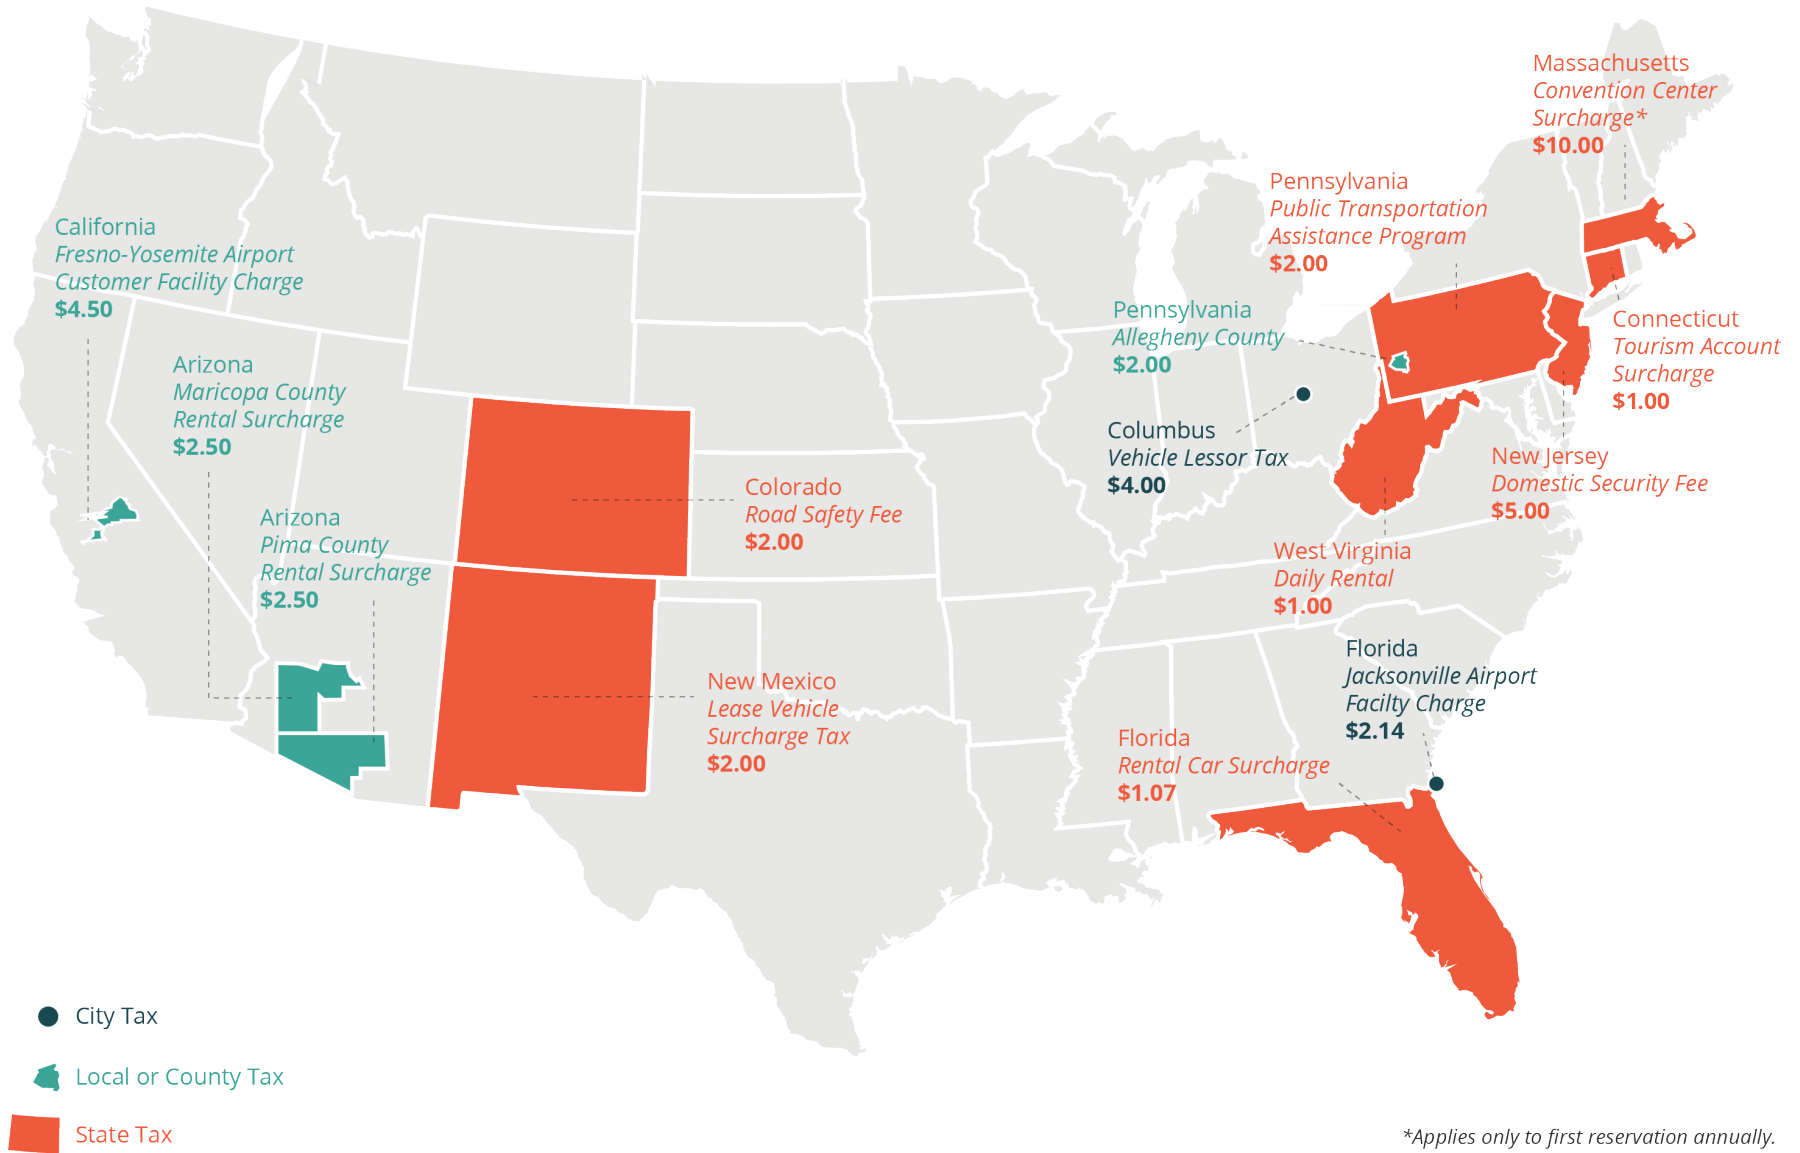 Massachusetts
Convention Center
Surcharge*
$10.00
Pennsylvania
Public Transportation
Assistance Program
$2.00
California
Fresno-Yosemite Airport
Customer Facility Charge
$4.50
Pennsylvania
Allegheny County
$2.00
Connecticut
Tourism Account
Surcharge
$1.00
Arizona
Maricopa County
Rental Surcharge
$2.50
Columbus
Vehicle Lessor Tax
$4.00
New Jersey
Domestic Security Fee
$5.00
Colorado
Road Safety Fee
$2.00
Arizona
Pima County
Rental Surcharge
$2.50
West Virginia
Daily Rental
$1.00
Florida
Jacksonville Airport
Facilty Charge
$2.14
New Mexico
Lease Vehicle
Surcharge Tax
$2.00
Florida
Rental Car Surcharge
$1.07
City Tax
Local or County Tax
State Tax
*Applies only to first reservation annually.